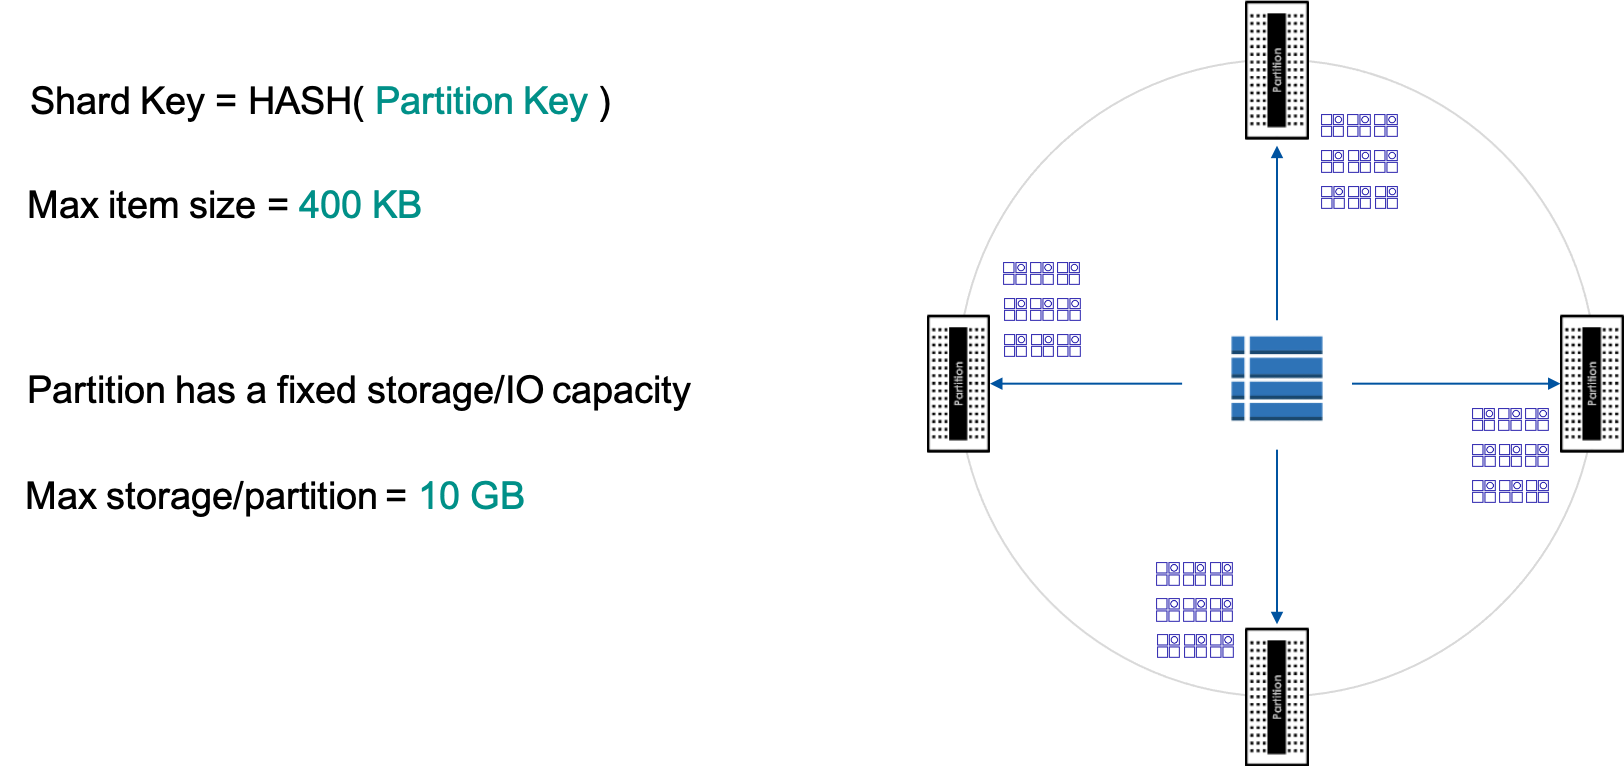 Shard Key = HASH( Partition Key )
Max item size = 400 KB
Partition has a fixed storage/IO capacity
Max storage/partition = 10 GB
Partition
Partition
Partition
Partition